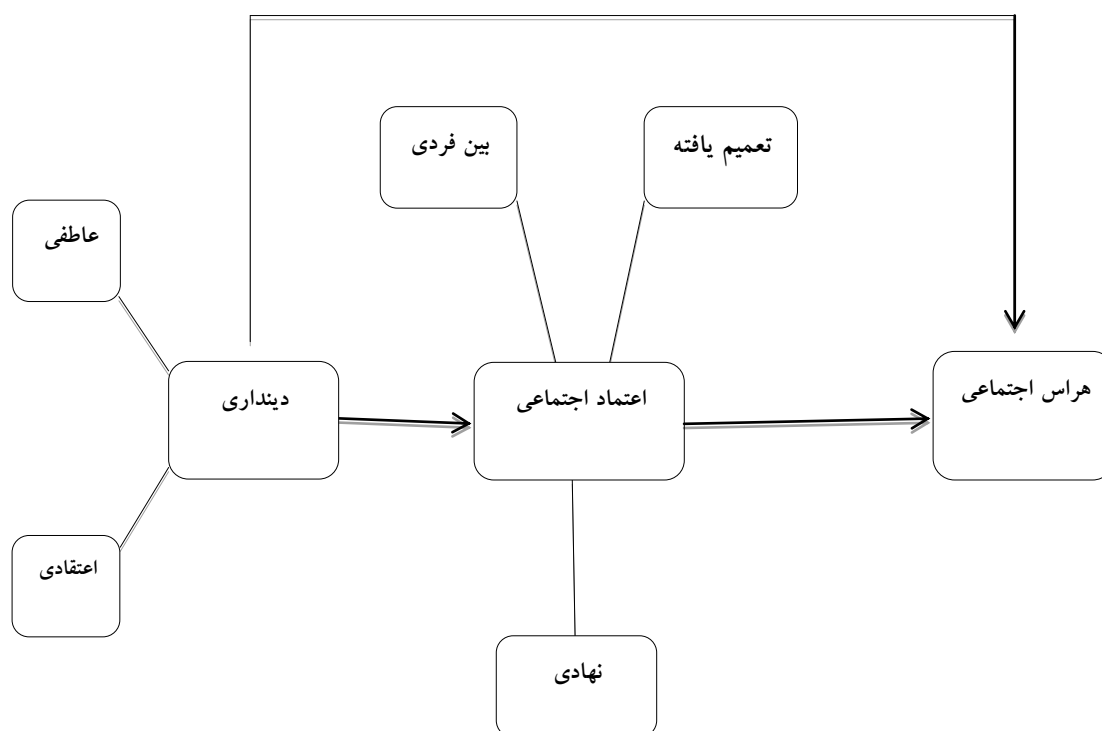 تعمیم یافته
بین فردی
عاطفی
هراس اجتماعی
اعتماد اجتماعی
دینداری
اعتقادی
نهادی